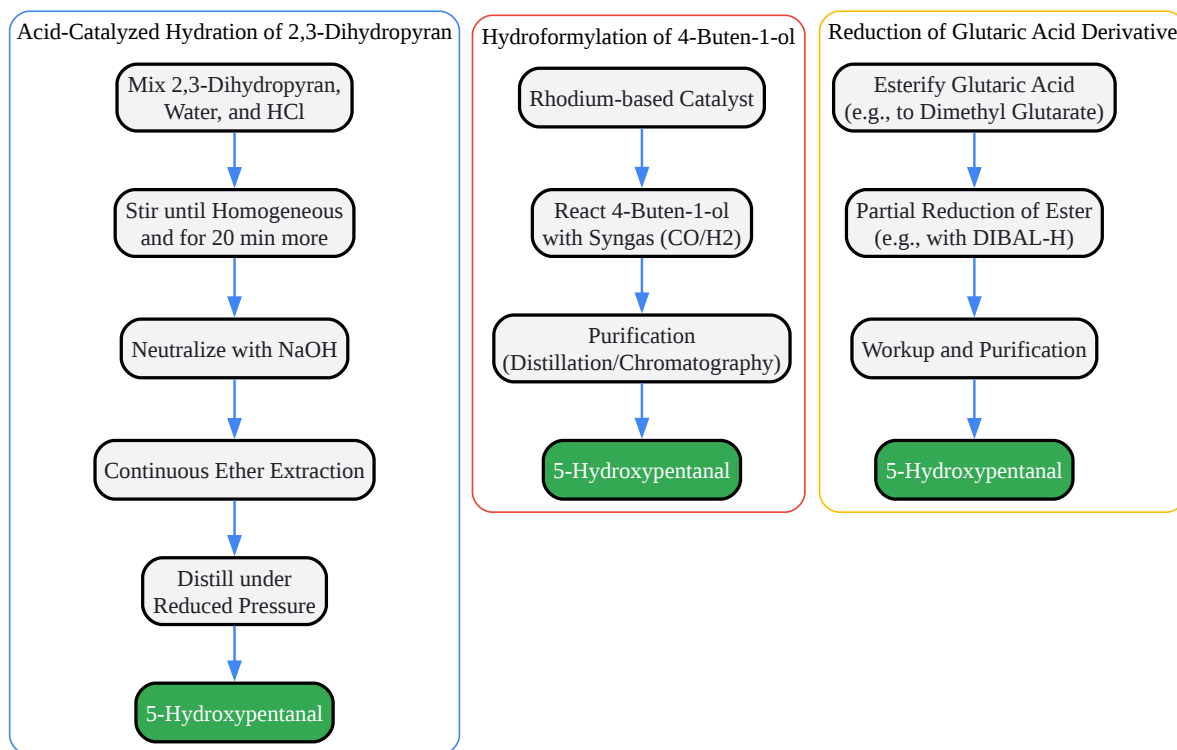 Acid-Catalyzed Hydration of 2,3-Dihydropyran
Mix 2,3-Dihydropyran,
Water, and HCl
Stir until Homogeneous
and for 20 min more
Neutralize with NaOH
Continuous Ether Extraction
Distill under
Reduced Pressure
5-Hydroxypentanal
Hydroformylation of 4-Buten-1-ol
Rhodium-based Catalyst
React 4-Buten-1-ol
with Syngas (CO/H2)
Purification
(Distillation/Chromatography)
5-Hydroxypentanal
Reduction of Glutaric Acid Derivative
Esterify Glutaric Acid
(e.g., to Dimethyl Glutarate)
Partial Reduction of Ester
(e.g., with DIBAL-H)
Workup and Purification
5-Hydroxypentanal